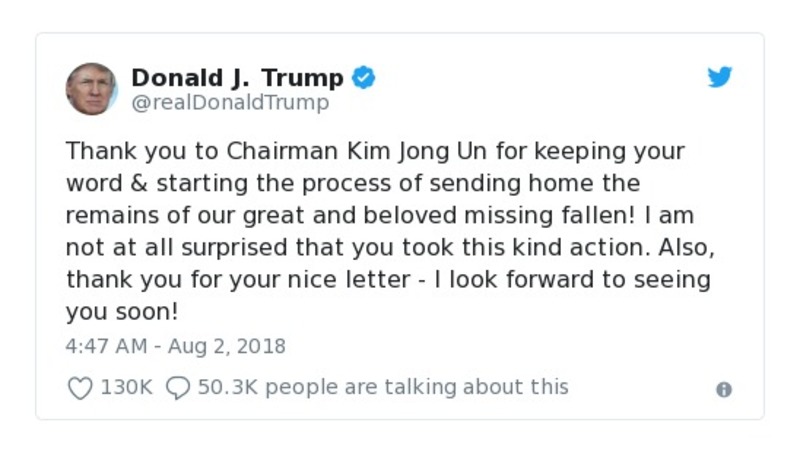 Donald J. Trump
@realDonaldTrump
Thank you to Chairman Kim Jong Un for keeping your
word & starting the process of sending home the
remains of our great and beloved missing fallen! I am
not at all surprised that you took this kind action. Also,
thank you for your nice letter - I look forward to seeing
you soon!
4:47 AM - Aug 2, 2018
130K 50.3K people are talking about this